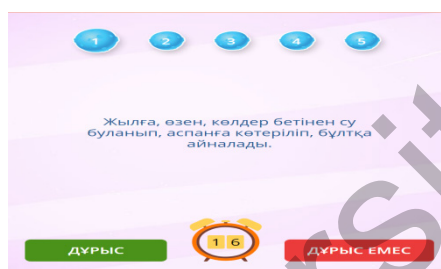 1 2 3 4 5
Жылға, өзен, көлдер бетінен су
буланып, аспанға көтеріліп, бұлтқа
айналады.
ДҰРЫС
1 6
ДҰРЫС ЕМЕС